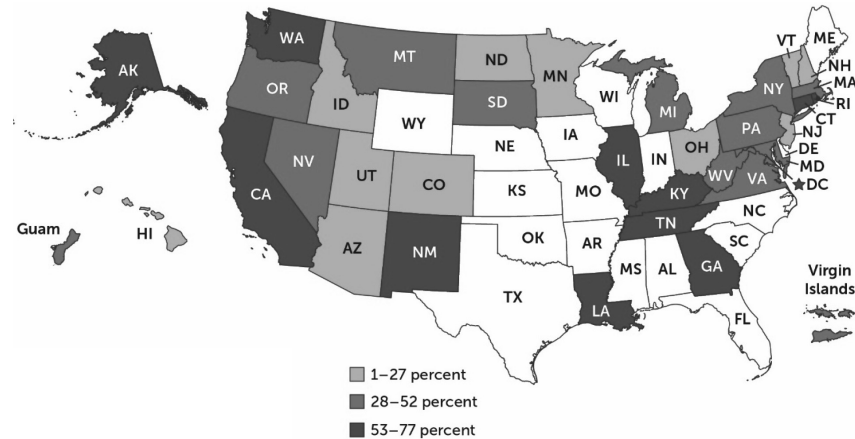 WA
MT
ND
MN
VT
ME
AK
OR
ID
SD
WI
MI
NY
NH
MA
RI
CT
WY
NE
IA
PA
NJ
DE
MD
DC
NV
UT
CO
KS
MO
IL
IN
OH
WV
VA
CA
KY
NC
Guam
HI
AZ
NM
OK
AR
TN
SC
MS
AL
GA
TX
LA
FL
Virgin
Islands
1–27 percent
28–52 percent
53–77 percent